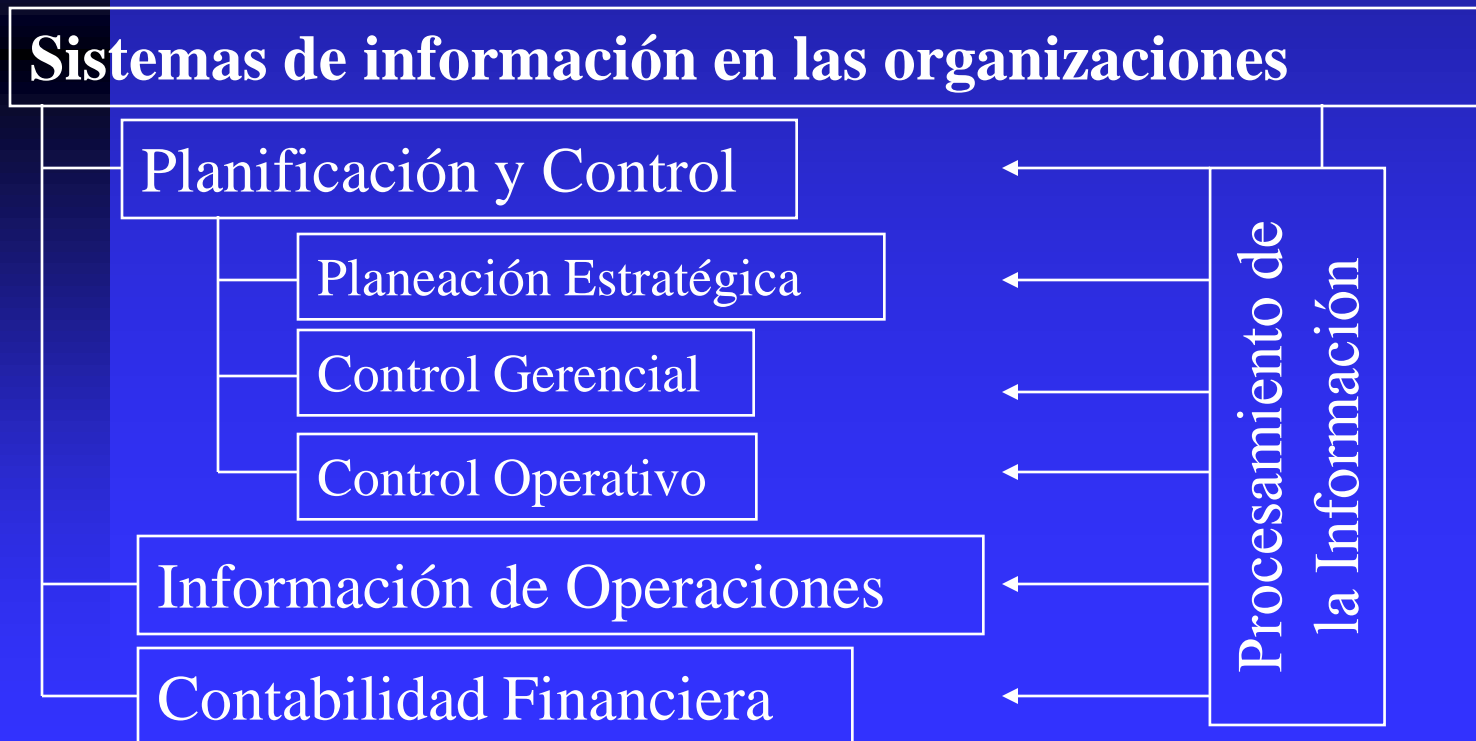 Sistemas de información en las organizaciones
Planificación y Control
Planeación Estratégica
Control Gerencial
Control Operativo
Información de Operaciones
Contabilidad Financiera
Procesamiento de
la Información